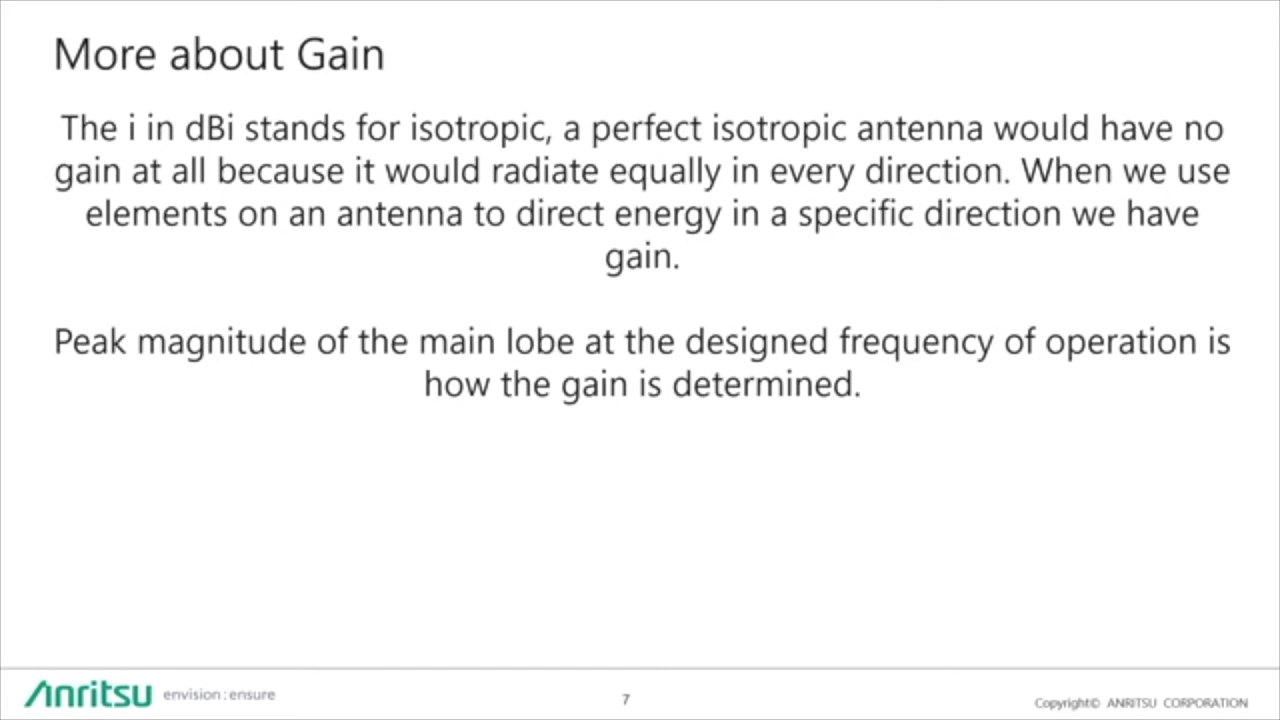 More about Gain
The i in dBi stands for isotropic, a perfect isotropic antenna would have no
gain at all because it would radiate equally in every direction. When we use
elements on an antenna to direct energy in a specific direction we have
gain.
Peak magnitude of the main lobe at the designed frequency of operation is
how the gain is determined.
Anritsu envision : ensure
7
Copyright© ANRITSU CORPORATION